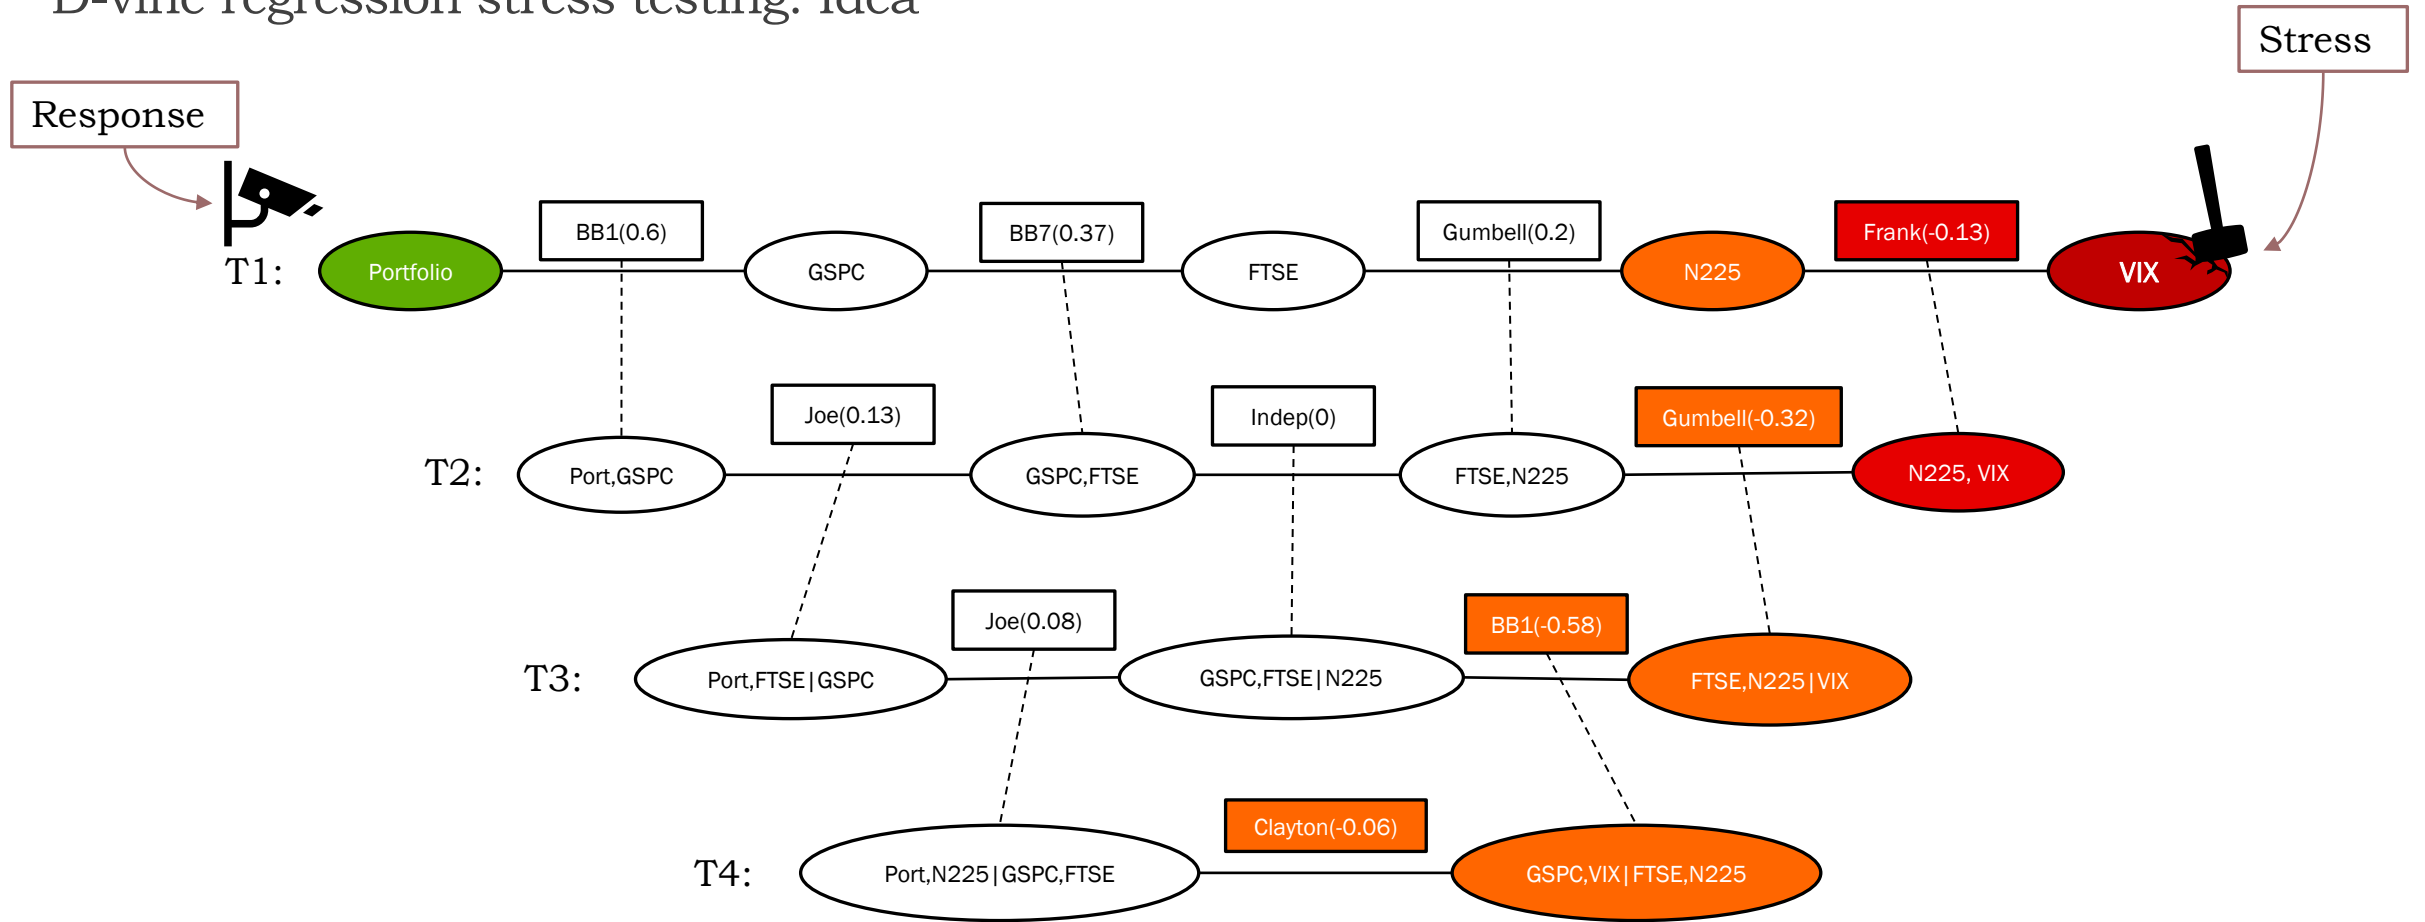 D-vine regression stress testing: idea
Stress
Response
BB1(0.6)
BB7(0.37)
Gumbell(0.2)
Frank(-0.13)
T1:
Portfolio
GSPC
FTSE
N225
VIX
Joe(0.13)
Indep(0)
Gumbell(-0.32)
T2:
Port,GSPC
GSPC,FTSE
FTSE,N225
N225, VIX
Joe(0.08)
BB1(-0.58)
T3:
Port,FTSE|GSPC
GSPC,FTSE|N225
FTSE,N225|VIX
Clayton(-0.06)
T4:
Port,N225|GSPC,FTSE
GSPC,VIX|FTSE,N225